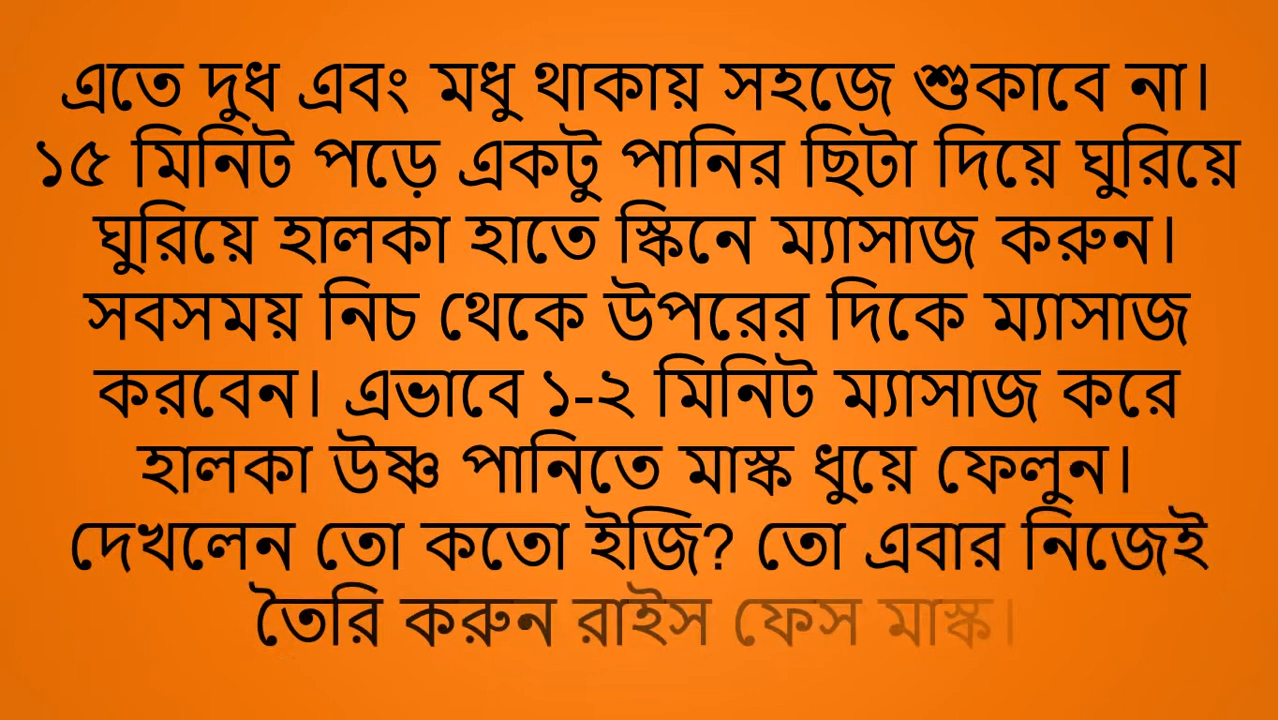 এতে দুধ এবং মধু থাকায় সহজে শুকাবে না।
১৫ মিনিট পড়ে একটু পানির ছিটা দিয়ে ঘুরিয়ে
ঘুরিয়ে হালকা হাতে স্কিনে ম্যাসাজ করুন।
সবসময় নিচ থেকে উপরের দিকে ম্যাসাজ
করবেন। এভাবে ১-২ মিনিট ম্যাসাজ করে
হালকা উষ্ণ পানিতে মাস্ক ধুয়ে ফেলুন।
দেখলেন তো কতো ইজি? তো এবার নিজেই
তৈরি করুন রাইস ফেস মাস্ক।